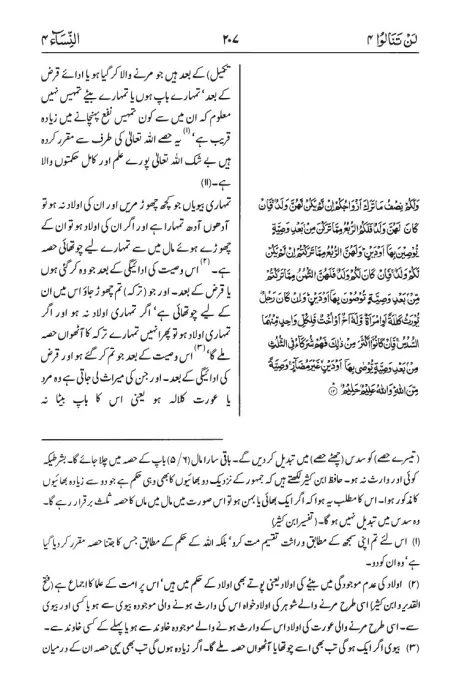 لَنْ تَنَالُوا ٤
٢٠٧
النِّسَاء ٤
تکمیل) کے بعد ہیں جو مرنے والا کر گیا ہو یا ادائے قرض
کے بعد، تمہارے باپ ہوں یا تمہارے بیٹے تمہیں نہیں
معلوم کہ ان میں سے کون تمہیں نفع پہنچانے میں زیادہ
قریب ہے، (۱) یہ حصے اللہ تعالیٰ کی طرف سے مقرر کردہ
ہیں بے شک اللہ تعالیٰ پورے علم اور کامل حکمتوں والا
ہے۔ (۱۱)
وَلَكُمْ نِصْفُ مَا تَرَكَ أَزْوَاجُكُمْ إِنْ لَمْ يَكُنْ لَهُنَّ وَلَدٌ فَإِنْ
كَانَ لَهُنَّ وَلَدٌ فَلَكُمُ الرُّبُعُ مِمَّا تَرَكْنَ مِنْ بَعْدِ وَصِيَّةٍ
يُوصِينَ بِهَا أَوْ دَيْنٍ وَلَهُنَّ الرُّبُعُ مِمَّا تَرَكْتُمْ إِنْ لَمْ يَكُنْ
لَكُمْ وَلَدٌ فَإِنْ كَانَ لَكُمْ وَلَدٌ فَلَهُنَّ الثُّمُنُ مِمَّا تَرَكْتُمْ
مِنْ بَعْدِ وَصِيَّةٍ تُوصُونَ بِهَا أَوْ دَيْنٍ وَإِنْ كَانَ رَجُلٌ
يُورَثُ كَلَالَةً أَوِ امْرَأَةٌ وَلَهُ أَخٌ أَوْ أُخْتٌ فَلِكُلِّ وَاحِدٍ مِنْهُمَا
السُّدُسُ فَإِنْ كَانُوا أَكْثَرَ مِنْ ذَلِكَ فَهُمْ شُرَكَاءُ فِي الثُّلُثِ
مِنْ بَعْدِ وَصِيَّةٍ يُوصَى بِهَا أَوْ دَيْنٍ غَيْرَ مُضَارٍّ وَصِيَّةً
مِنَ اللَّهِ وَاللَّهُ عَلِيمٌ حَلِيمٌ (۱۲)
تمہاری بیویاں جو کچھ چھوڑ مریں اور ان کی اولاد نہ ہو تو
آدھوں آدھ تمہارا ہے اور اگر ان کی اولاد ہو تو ان کے
چھوڑے ہوئے مال میں سے تمہارے لیے چوتھائی حصہ
ہے۔ (۲) اس وصیت کی ادائیگی کے بعد جو وہ کر گئی ہوں
یا قرض کے بعد۔ اور جو (ترکہ) تم چھوڑ جاؤ اس میں ان
کے لیے چوتھائی ہے، اگر تمہاری اولاد نہ ہو اور اگر
تمہاری اولاد ہو تو پھر انہیں تمہارے ترکہ کا آٹھواں حصہ
ملے گا، (۳) اس وصیت کے بعد جو تم کر گئے ہو اور قرض
کی ادائیگی کے بعد۔ اور جن کی میراث لی جاتی ہے وہ مرد
یا عورت کلالہ ہو یعنی اس کا باپ بیٹا نہ
(تیسرے حصے) کو سدس (چھٹے حصے) میں تبدیل کر دیں گے۔ باقی سارا مال (۵/۶) باپ کے حصہ میں چلا جائے گا۔ بشرطیکہ
کوئی اور وارث نہ ہو۔ حافظ ابن کثیر لکھتے ہیں کہ جمہور کے نزدیک دو بھائیوں کا بھی وہی حکم ہے جو دو سے زیادہ بھائیوں
کا مذکور ہوا۔ اس کا مطلب یہ ہوا کہ اگر ایک بھائی یا بہن ہو تو اس صورت میں مال میں ماں کا حصہ ثلث برقرار رہے گا۔
وہ سدس میں تبدیل نہیں ہو گا۔ (تفسیر ابن کثیر)
(۱) اس لئے تم اپنی سمجھ کے مطابق وراثت تقسیم مت کرو، بلکہ اللہ کے حکم کے مطابق جس کا جتنا حصہ مقرر کر دیا گیا
ہے، وہ ان کو دو۔
(۲) اولاد کی عدم موجودگی میں بیٹے کی اولاد یعنی پوتے بھی اولاد کے حکم میں ہیں، اس پر امت کے علما کا اجماع ہے (فتح
القدیر و ابن کثیر) اسی طرح مرنے والے شوہر کی اولاد خواہ اس کی وارث ہونے والی موجودہ بیوی سے ہو یا کسی اور بیوی
سے۔ اسی طرح مرنے والی عورت کی اولاد اس کے وارث ہونے والے موجودہ خاوند سے ہو یا پہلے کے کسی خاوند سے۔
(۳) بیوی اگر ایک ہو گی تب بھی اسے چوتھا یا آٹھواں حصہ ملے گا۔ اگر زیادہ ہوں گی تب بھی یہی حصہ ان کے درمیان